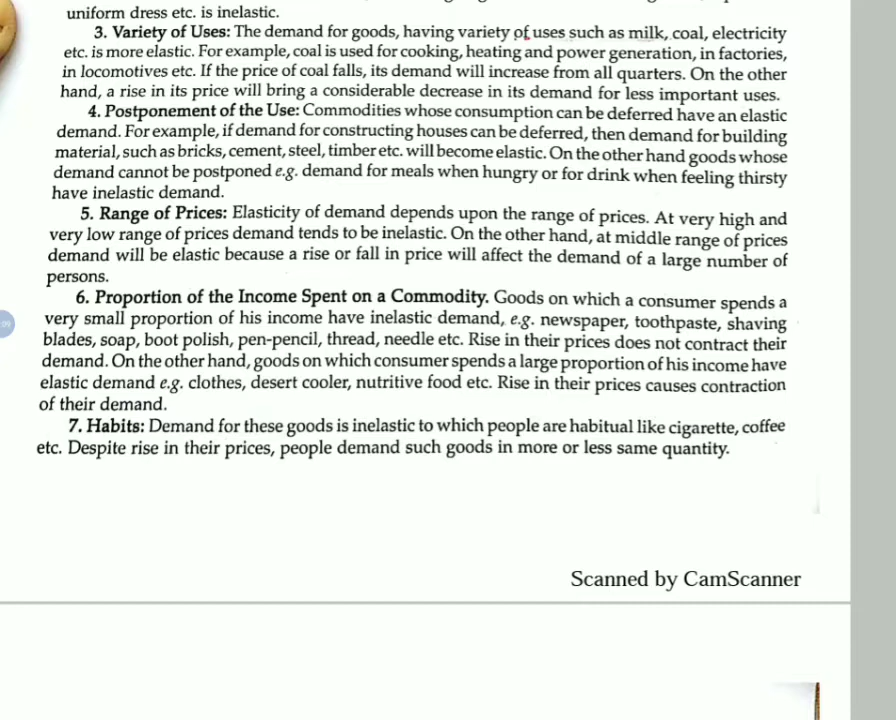 uniform dress etc. is inelastic.
3. Variety of Uses: The demand for goods, having variety of uses such as milk, coal, electricity
etc. is more elastic. For example, coal is used for cooking, heating and power generation, in factories,
in locomotives etc. If the price of coal falls, its demand will increase from all quarters. On the other
hand, a rise in its price will bring a considerable decrease in its demand for less important uses.
4. Postponement of the Use: Commodities whose consumption can be deferred have an elastic
demand. For example, if demand for constructing houses can be deferred, then demand for building
material, such as bricks, cement, steel, timber etc. will become elastic. On the other hand goods whose
demand cannot be postponed e.g. demand for meals when hungry or for drink when feeling thirsty
have inelastic demand.
5. Range of Prices: Elasticity of demand depends upon the range of prices. At very high and
very low range of prices demand tends to be inelastic. On the other hand, at middle range of prices
demand will be elastic because a rise or fall in price will affect the demand of a large number of
persons.
6. Proportion of the Income Spent on a Commodity. Goods on which a consumer spends a
very small proportion of his income have inelastic demand, e.g. newspaper, toothpaste, shaving
blades, soap, boot polish, pen-pencil, thread, needle etc. Rise in their prices does not contract their
demand. On the other hand, goods on which consumer spends a large proportion of his income have
elastic demand e.g. clothes, desert cooler, nutritive food etc. Rise in their prices causes contraction
of their demand.
7. Habits: Demand for these goods is inelastic to which people are habitual like cigarette, coffee
etc. Despite rise in their prices, people demand such goods in more or less same quantity.
Scanned by CamScanner